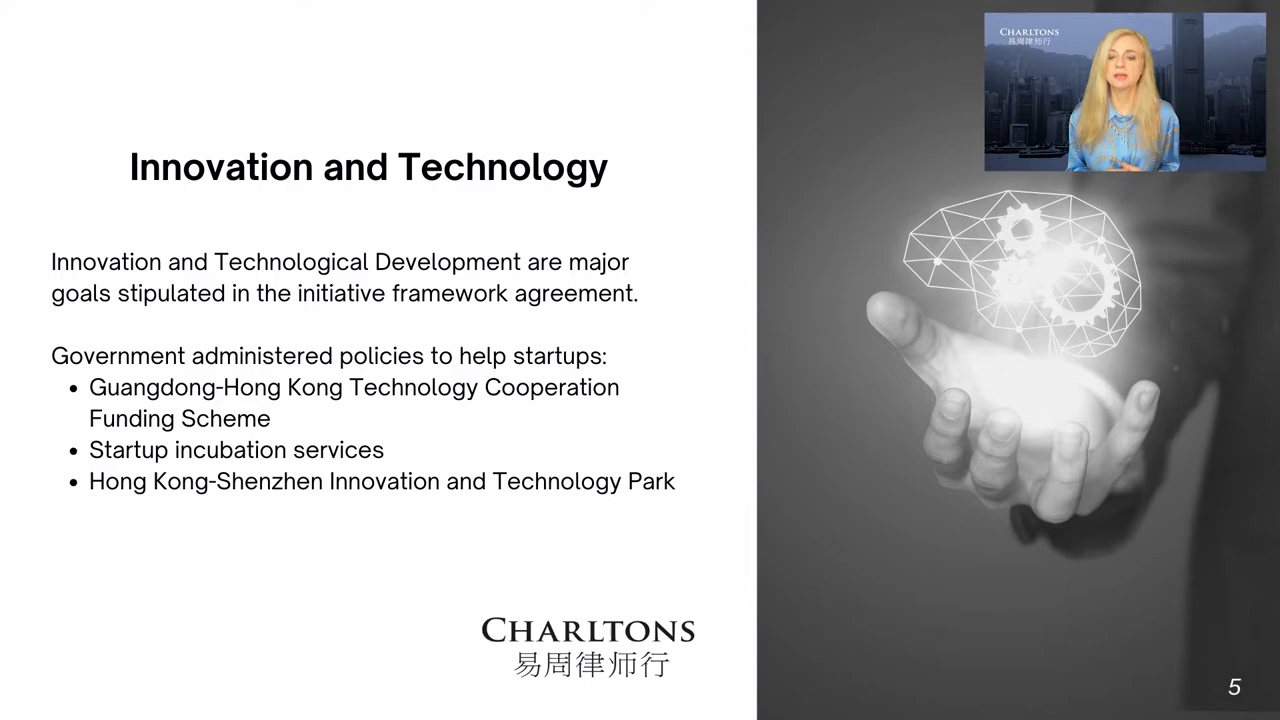 CHARLTONS
易周律师行
Innovation and Technology
Innovation and Technological Development are major
goals stipulated in the initiative framework agreement.
Government administered policies to help startups:
• Guangdong-Hong Kong Technology Cooperation
Funding Scheme
• Startup incubation services
• Hong Kong-Shenzhen Innovation and Technology Park
CHARLTONS
易周律师行
5